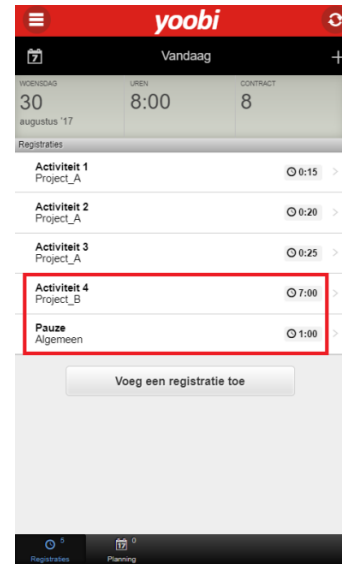 yoobi
7
Vandaag
WOENSDAG
UREN
CONTRACT
30
8:00
8
augustus '17
Registraties
Activiteit 1
Project_A
0:15
Activiteit 2
Project_A
0:20
Activiteit 3
Project_A
0:25
Activiteit 4
Project_B
7:00
Pauze
Algemeen
1:00
Voeg een registratie toe
5
17
0
Registraties
Planning